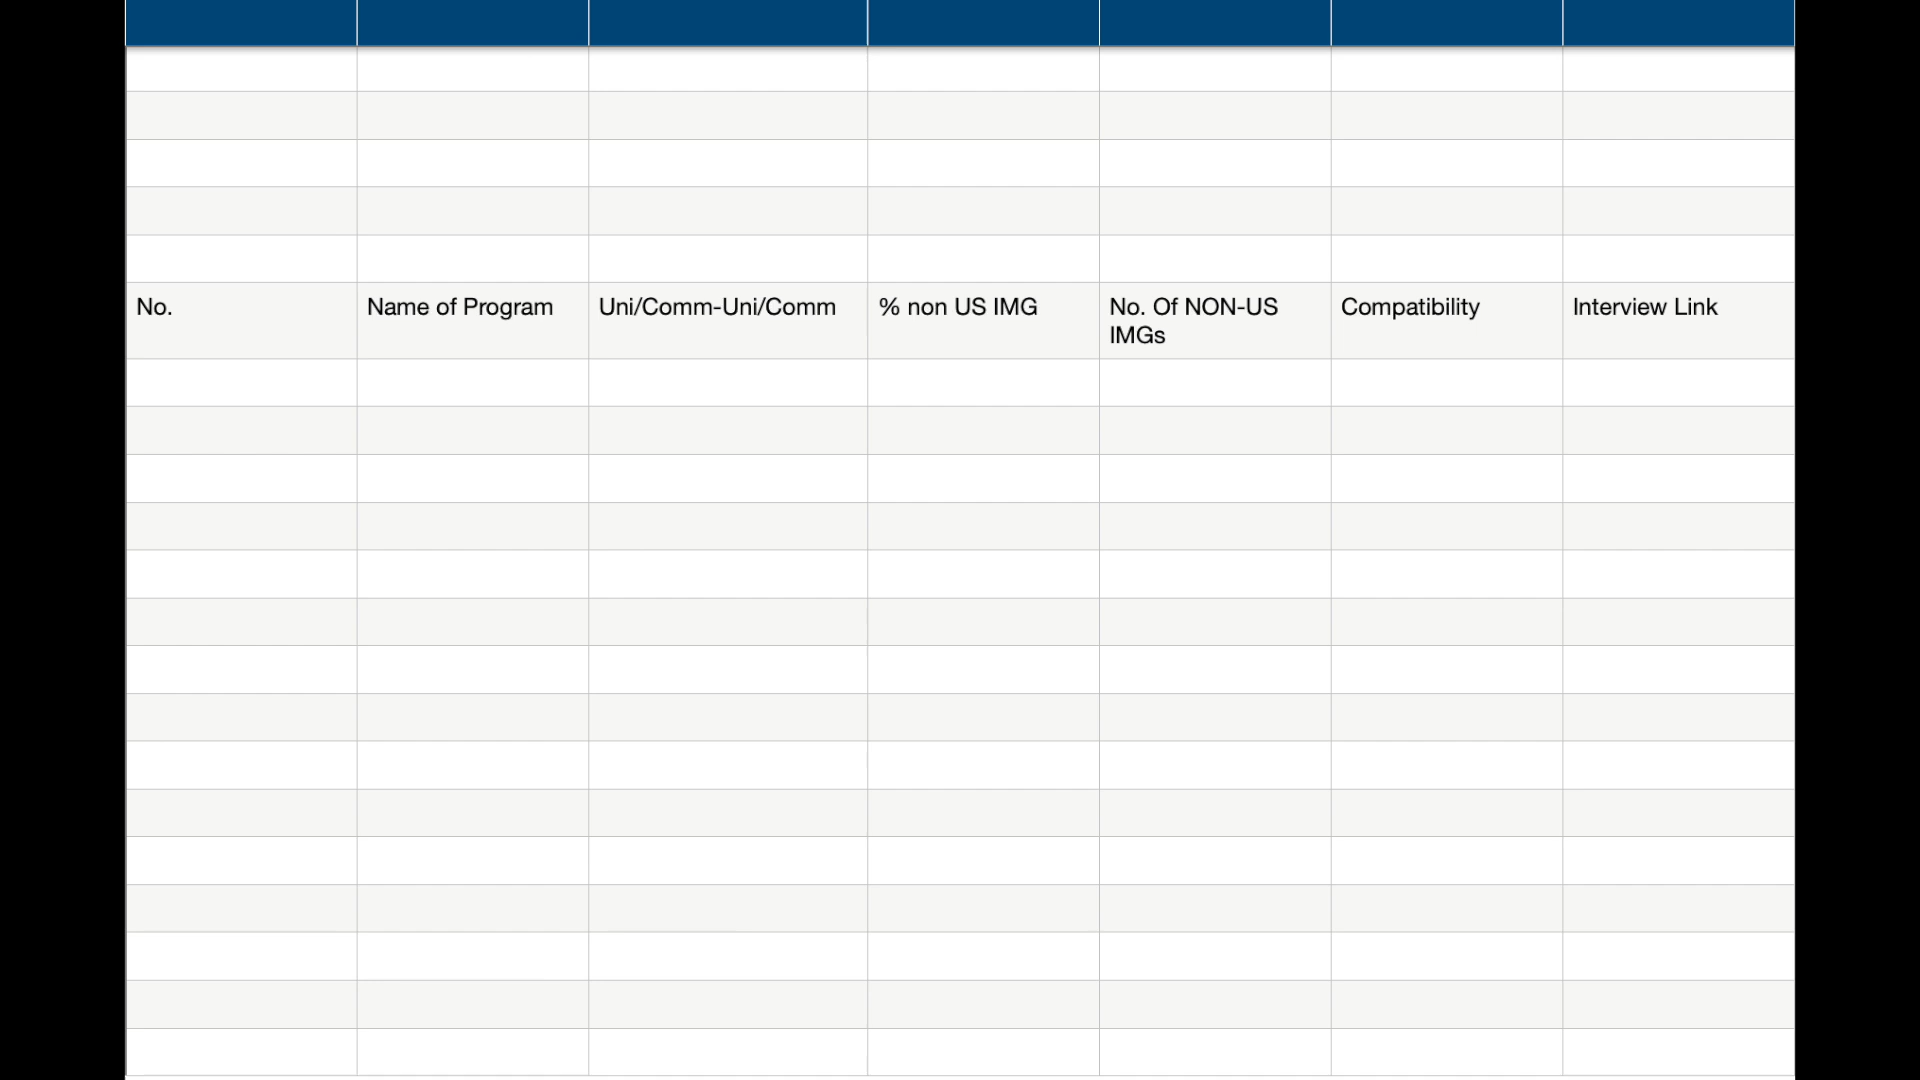 No.
Name of Program
Uni/Comm-Uni/Comm
% non US IMG
No. Of NON-US
IMGs
Compatibility
Interview Link